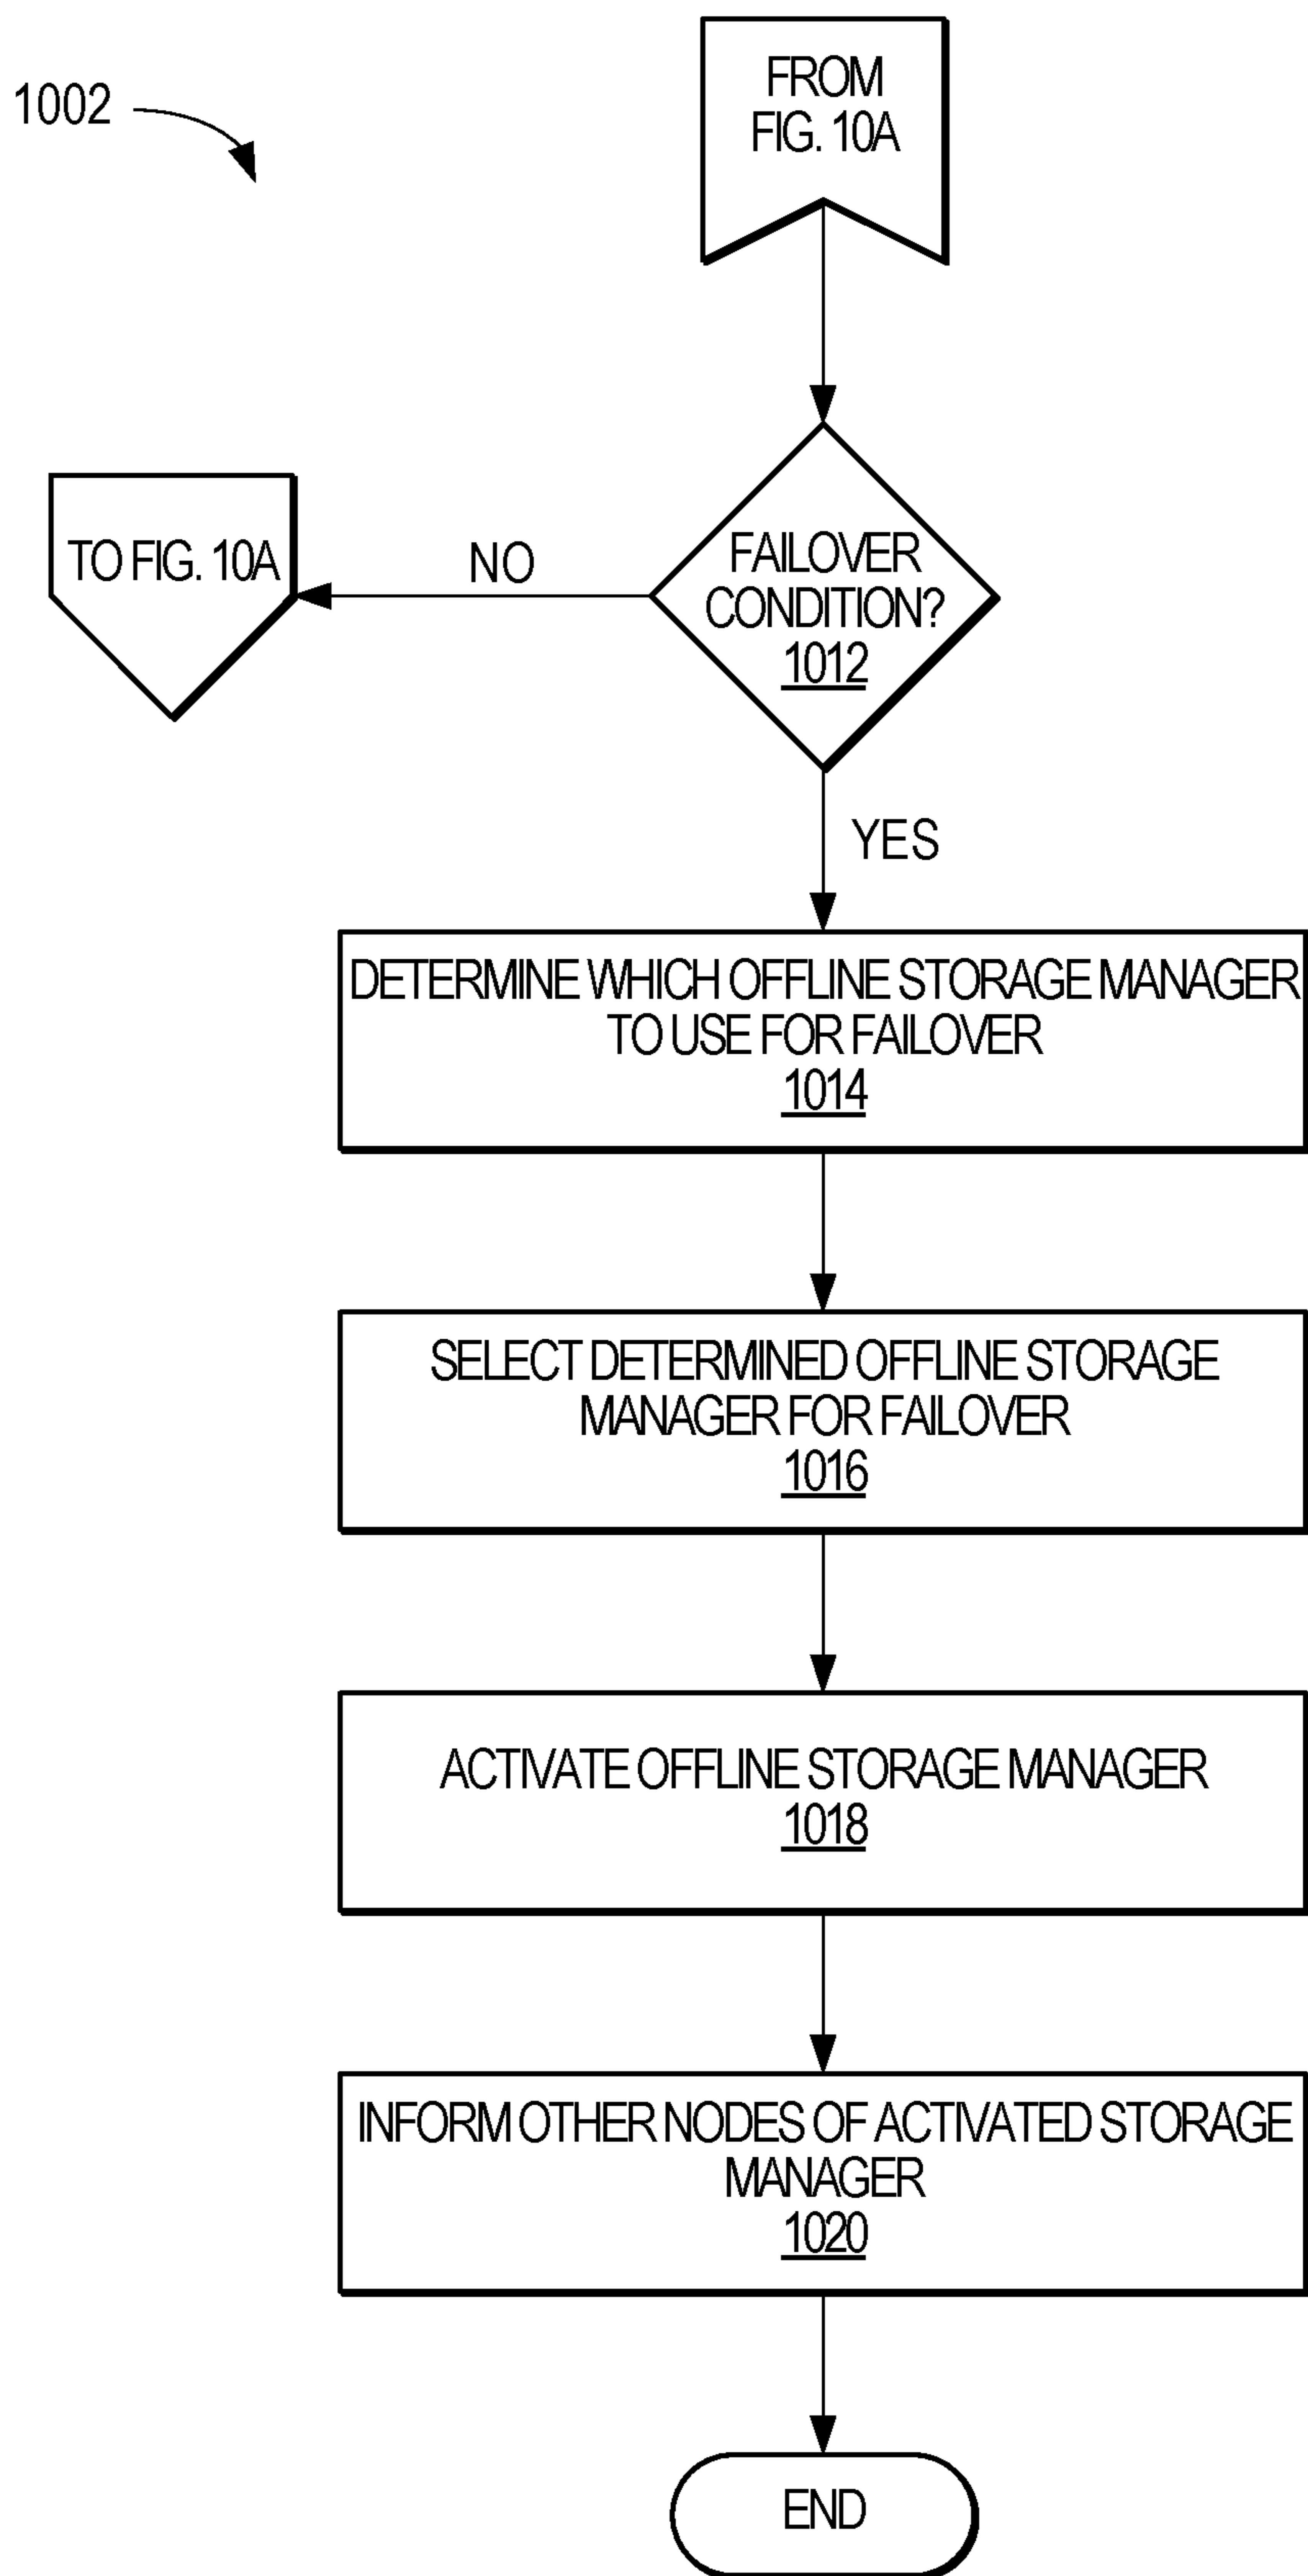 1002
FROM
FIG. 10A
TO FIG. 10A
NO
FAILOVER
CONDITION?
1012
YES
DETERMINE WHICH OFFLINE STORAGE MANAGER
TO USE FOR FAILOVER
1014
SELECT DETERMINED OFFLINE STORAGE
MANAGER FOR FAILOVER
1016
ACTIVATE OFFLINE STORAGE MANAGER
1018
INFORM OTHER NODES OF ACTIVATED STORAGE
MANAGER
1020
END